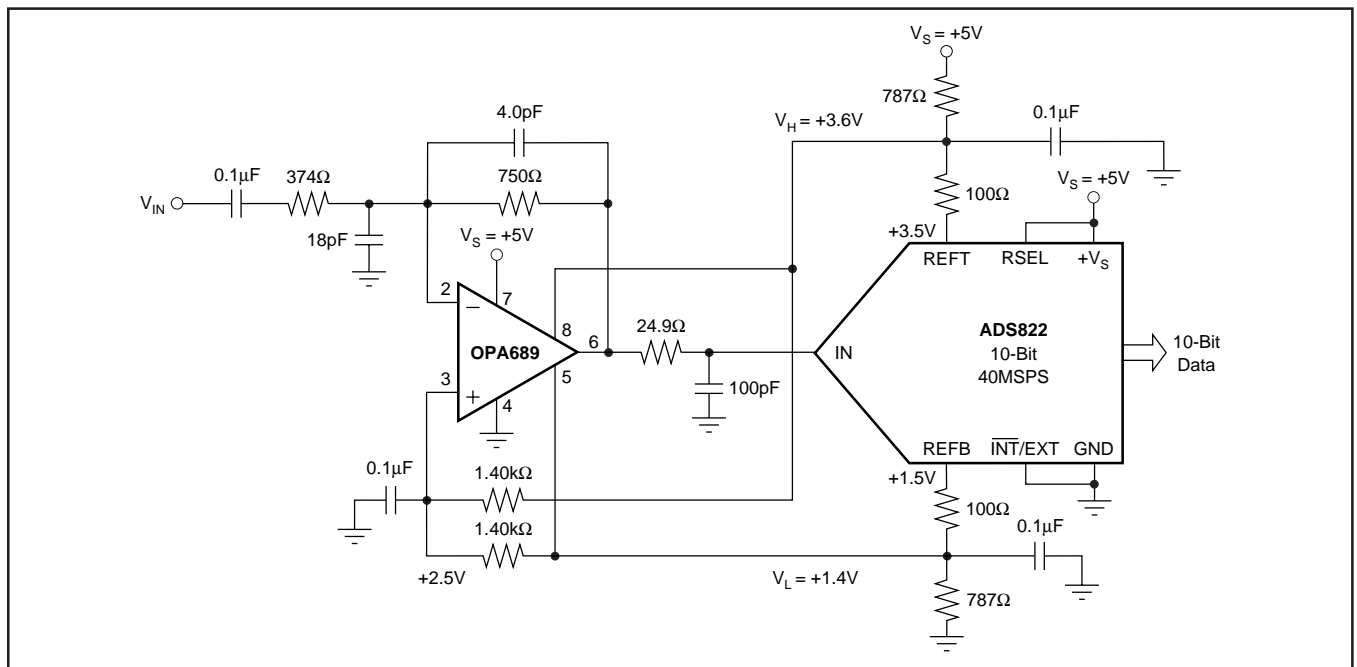 V_S = +5V
787Ω
4.0pF
V_H = +3.6V
0.1µF
0.1µF
374Ω
750Ω
V_S = +5V
V_IN
100Ω
18pF
V_S = +5V
+3.5V
REFT
RSEL
+V_S
2
7
–
8
24.9Ω
ADS822
OPA689
6
IN
10-Bit
10-Bit
40MSPS
Data
3
5
+
4
100pF
REFB
INT/EXT
GND
0.1µF
1.40kΩ
+1.5V
100Ω
1.40kΩ
0.1µF
+2.5V
V_L = +1.4V
787Ω